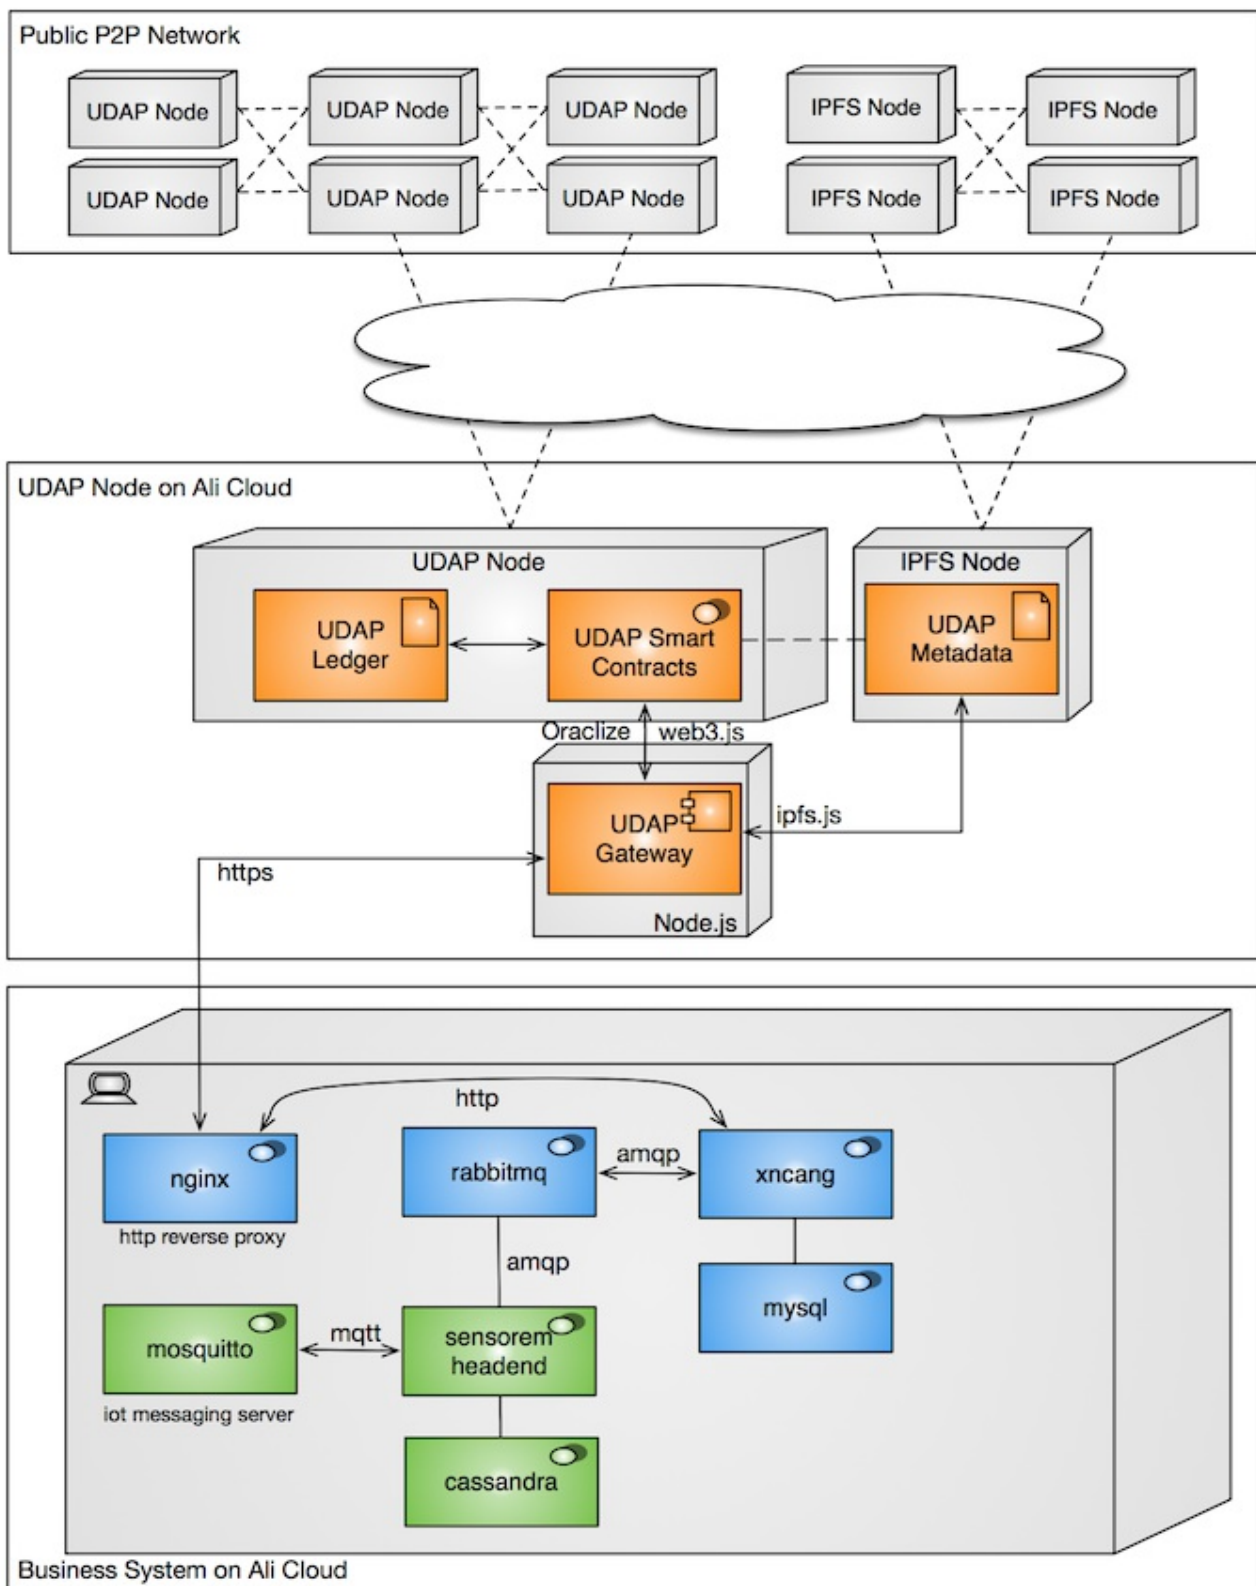 Public P2P Network
UDAP Node
UDAP Node
UDAP Node
IPFS Node
IPFS Node
UDAP Node
UDAP Node
UDAP Node
IPFS Node
IPFS Node
UDAP Node on Ali Cloud
UDAP Node
IPFS Node
UDAP
Ledger
UDAP Smart
Contracts
UDAP
Metadata
Oraclize
web3.js
UDAP
Gateway
ipfs.js
https
Node.js
http
nginx
rabbitmq
amqp
xncang
http reverse proxy
amqp
mysql
mosquitto
mqtt
sensorem
headend
iot messaging server
cassandra
Business System on Ali Cloud